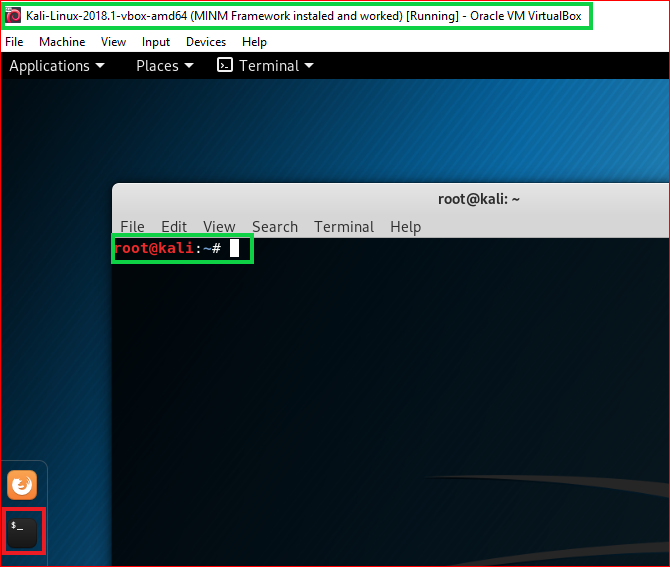 Kali-Linux-2018.1-vbox-amd64 (MINM Framework instaled and worked) [Running] - Oracle VM VirtualBox
File Machine View Input Devices Help
Applications Places Terminal
root@kali: ~
File Edit View Search Terminal Help
root@kali:~#
$_